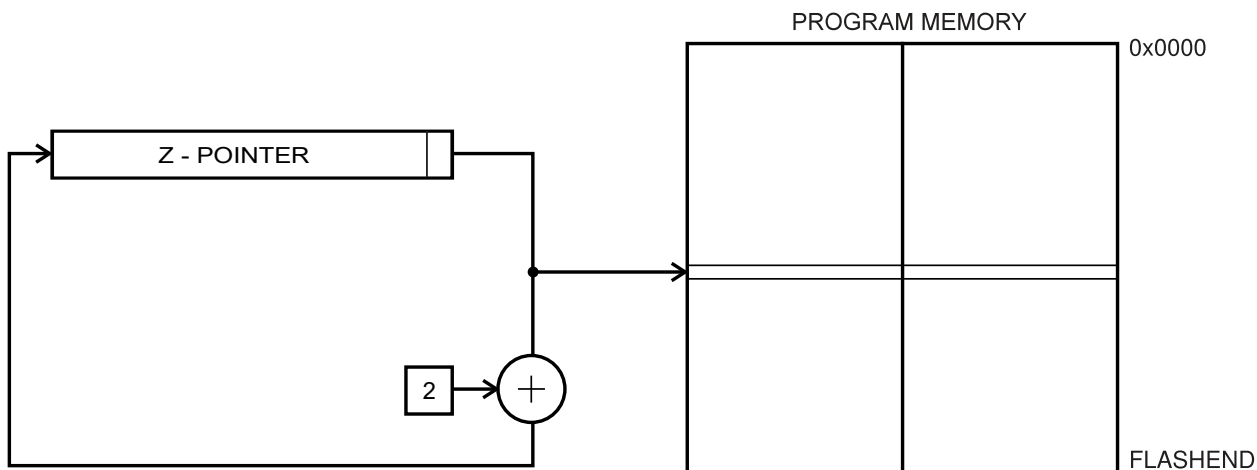 PROGRAM MEMORY
0x0000
Z - POINTER
2
FLASHEND